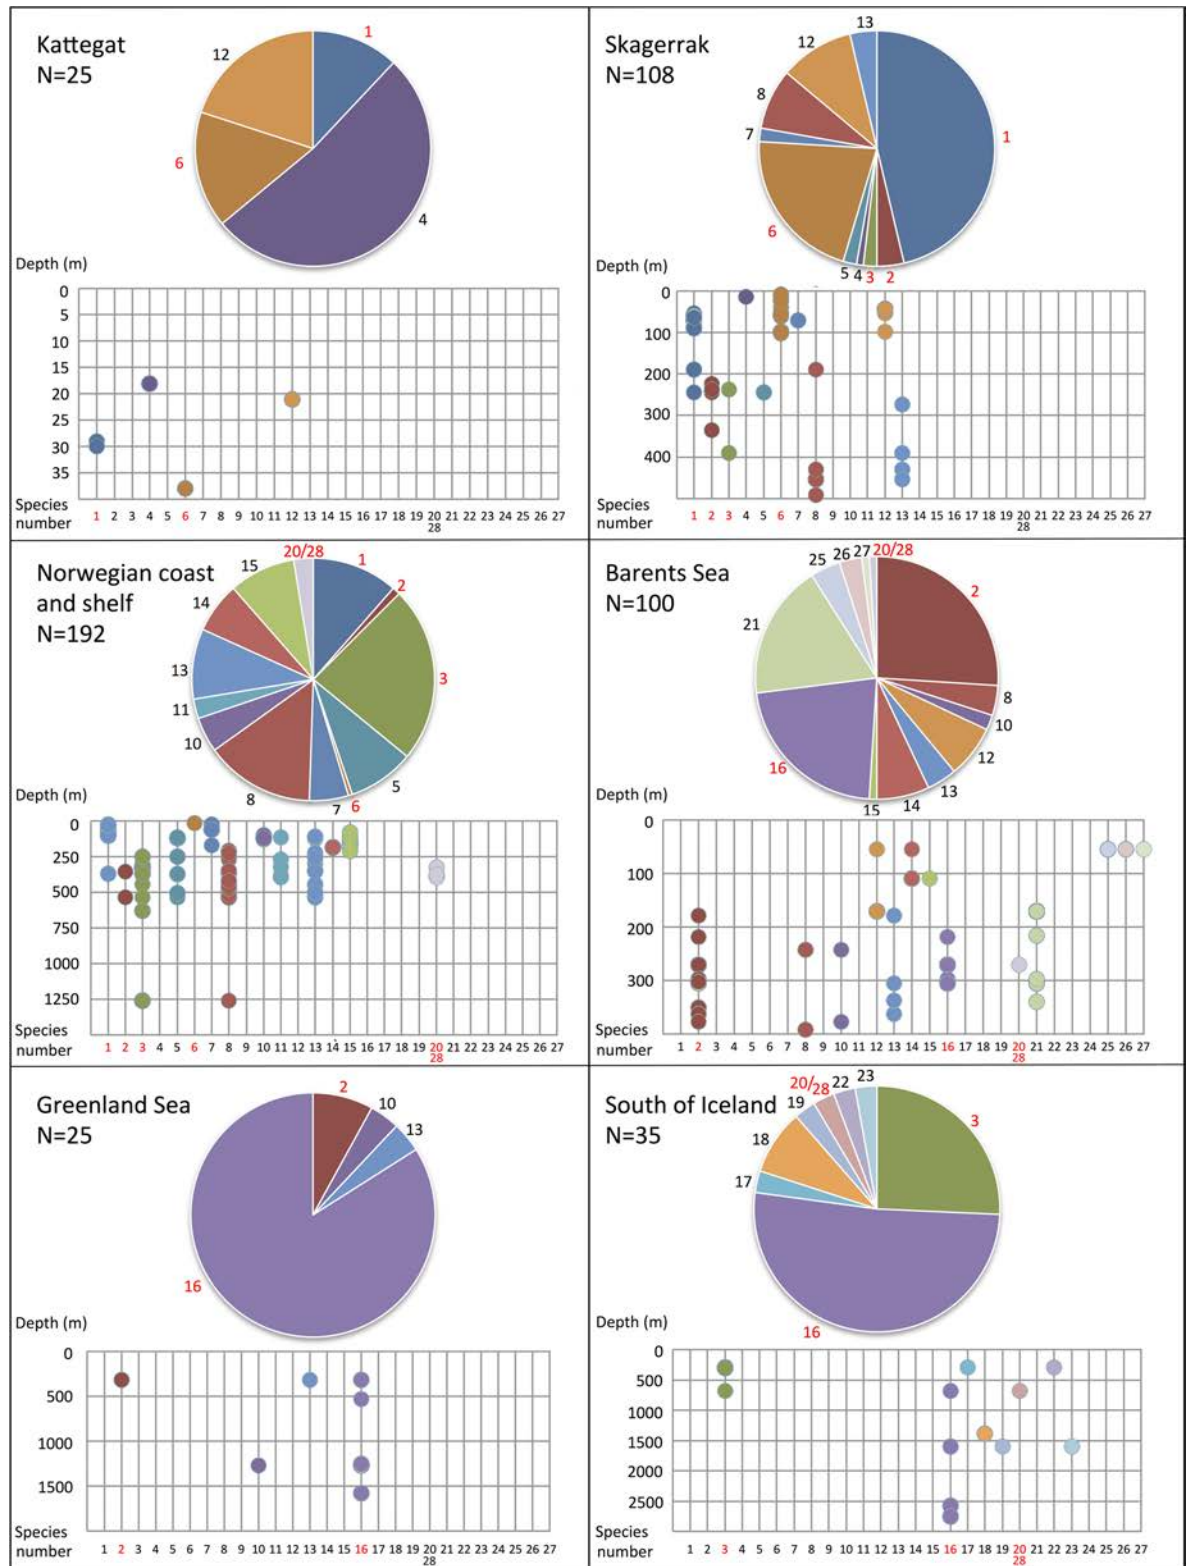 Kattegat
N=25
1
12
6
4
Depth (m)
0
5
10
15
20
25
30
35
Species
number
1 2 3 4 5 6 7 8 9 10 11 12 13 14 15 16 17 18 19 20 21 22 23 24 25 26 27
28
Skagerrak
N=108
13
12
8
7
1
6
5 4 3 2
Depth (m)
0
100
200
300
400
Species
number
1 2 3 4 5 6 7 8 9 10 11 12 13 14 15 16 17 18 19 20 21 22 23 24 25 26 27
28
Norwegian coast
and shelf
N=192
20/28
1
2
15
14
13
3
11
10
5
8
7 6
Depth (m)
0
250
500
750
1000
1250
Species
number
1 2 3 4 5 6 7 8 9 10 11 12 13 14 15 16 17 18 19 20 21 22 23 24 25 26 27
28
Barents Sea
N=100
25 26 27 20/28
2
21
8
10
16
12
13
15 14
Depth (m)
0
100
200
300
Species
number
1 2 3 4 5 6 7 8 9 10 11 12 13 14 15 16 17 18 19 20 21 22 23 24 25 26 27
28
Greenland Sea
N=25
2
10
13
16
Depth (m)
0
500
1000
1500
Species
number
1 2 3 4 5 6 7 8 9 10 11 12 13 14 15 16 17 18 19 20 21 22 23 24 25 26 27
28
South of Iceland
N=35
20/
28 22 23
19
18
17
3
16
Depth (m)
0
500
1000
1500
2000
2500
Species
number
1 2 3 4 5 6 7 8 9 10 11 12 13 14 15 16 17 18 19 20 21 22 23 24 25 26 27
28